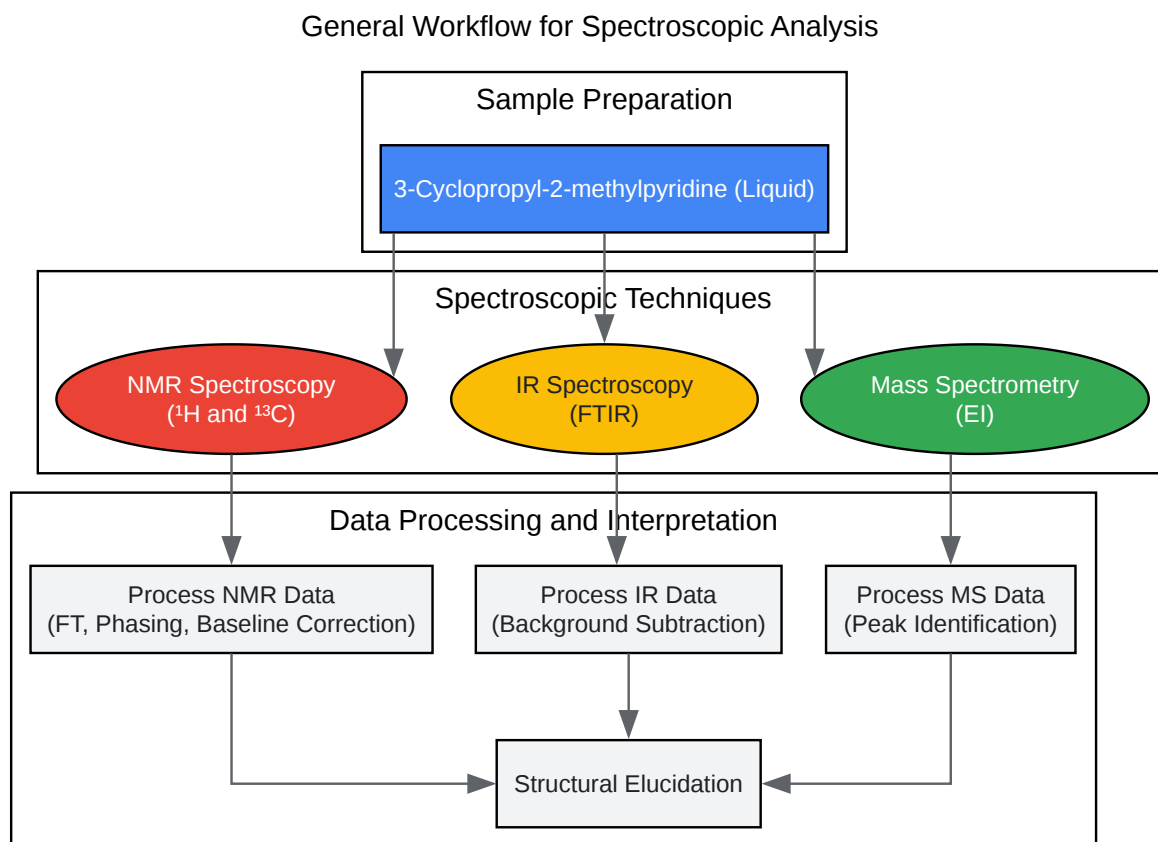 General Workflow for Spectroscopic Analysis
Sample Preparation
3-Cyclopropyl-2-methylpyridine (Liquid)
Spectroscopic Techniques
NMR Spectroscopy
(¹H and ¹³C)
IR Spectroscopy
(FTIR)
Mass Spectrometry
(EI)
Data Processing and Interpretation
Process NMR Data
(FT, Phasing, Baseline Correction)
Process IR Data
(Background Subtraction)
Process MS Data
(Peak Identification)
Structural Elucidation